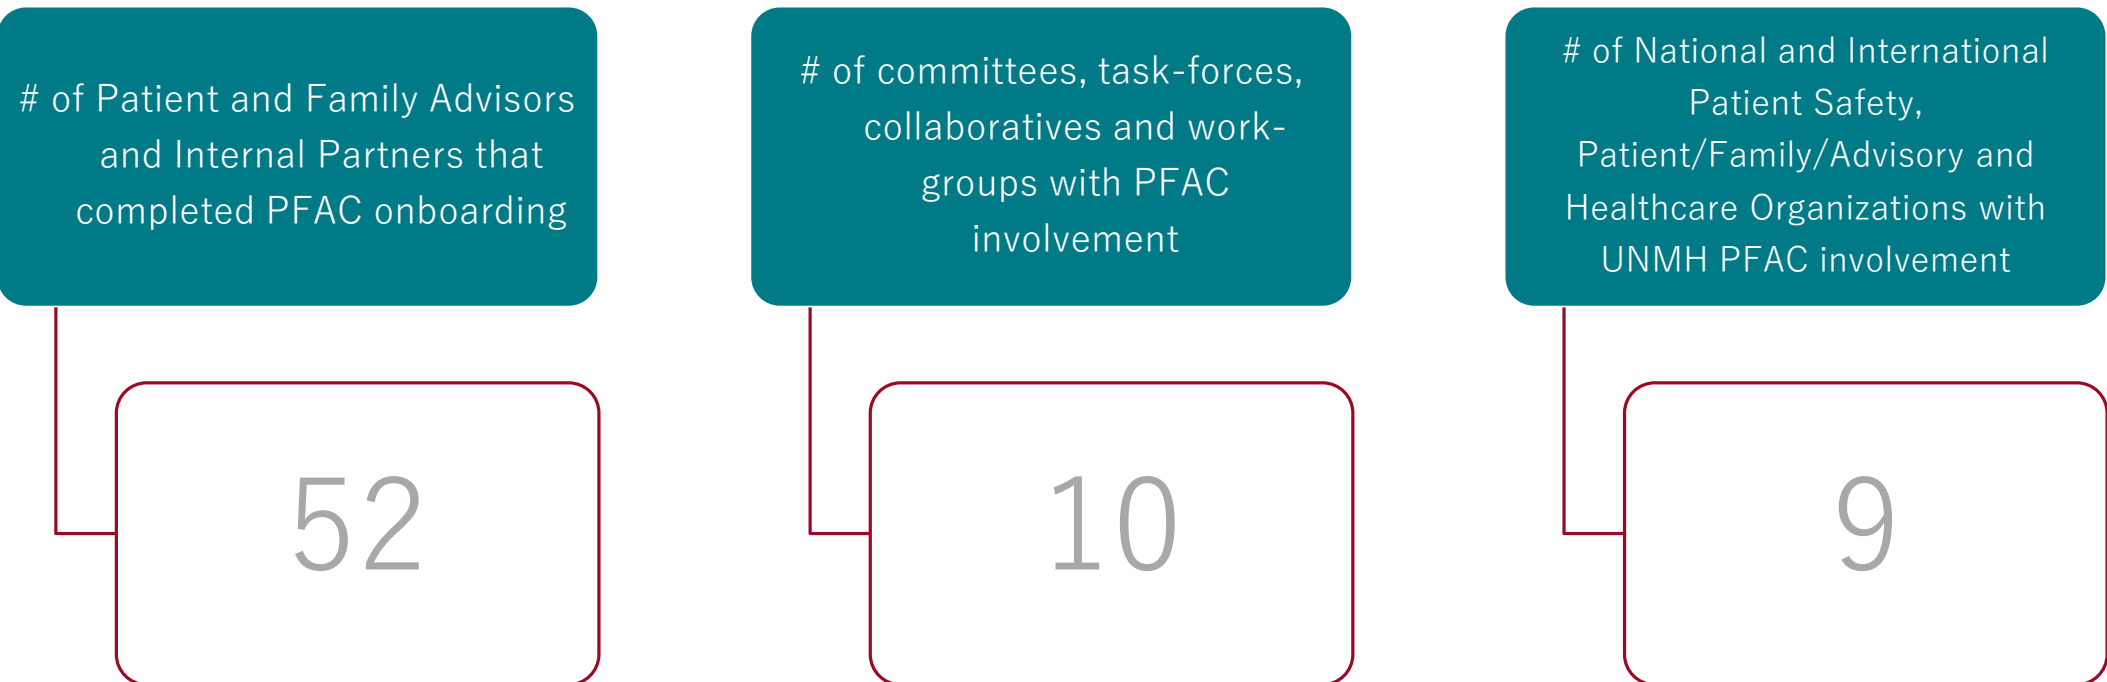 # of Patient and Family Advisors
and Internal Partners that
completed PFAC onboarding
52
# of committees, task-forces,
collaboratives and work-
groups with PFAC
involvement
10
# of National and International
Patient Safety,
Patient/Family/Advisory and
Healthcare Organizations with
UNMH PFAC involvement
9